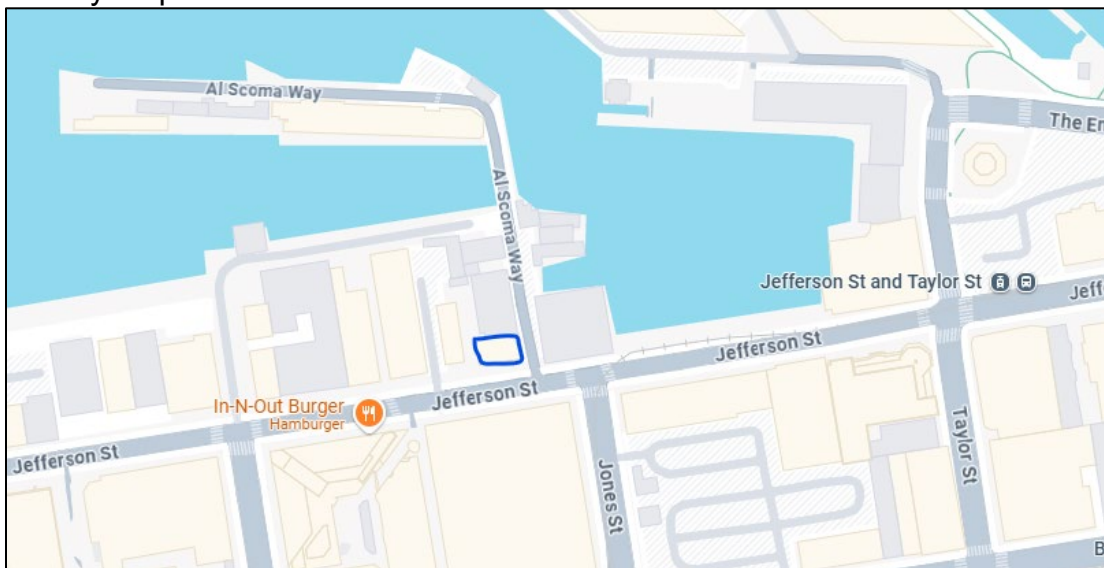 Al Scoma Way
The En
Al Scoma Way
Jefferson St and Taylor St
Jeff
Jefferson St
Jefferson St
In-N-Out Burger
Hamburger
Jefferson St
Jones St
Taylor St
B